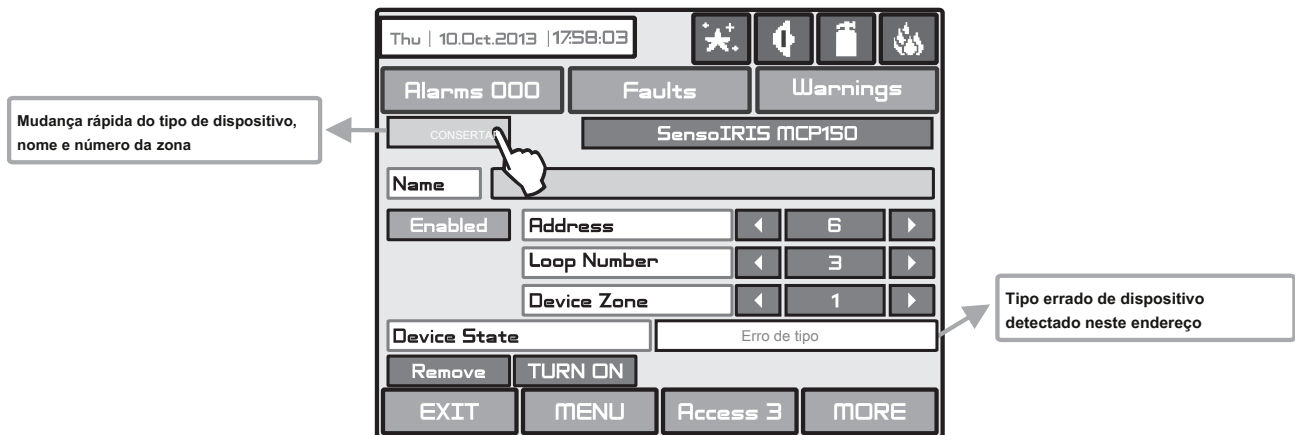 Thu | 10.Oct.2013 | 17:58:03
Alarms 000 Faults Warnings
Mudança rápida do tipo de dispositivo,
nome e número da zona
CONSERTAR SensoIRIS MCP150
Name
Enabled Address 6
Loop Number 3
Device Zone 1
Tipo errado de dispositivo
detectado neste endereço
Device State Erro de tipo
Remove TURN ON
EXIT MENU Access 3 MORE